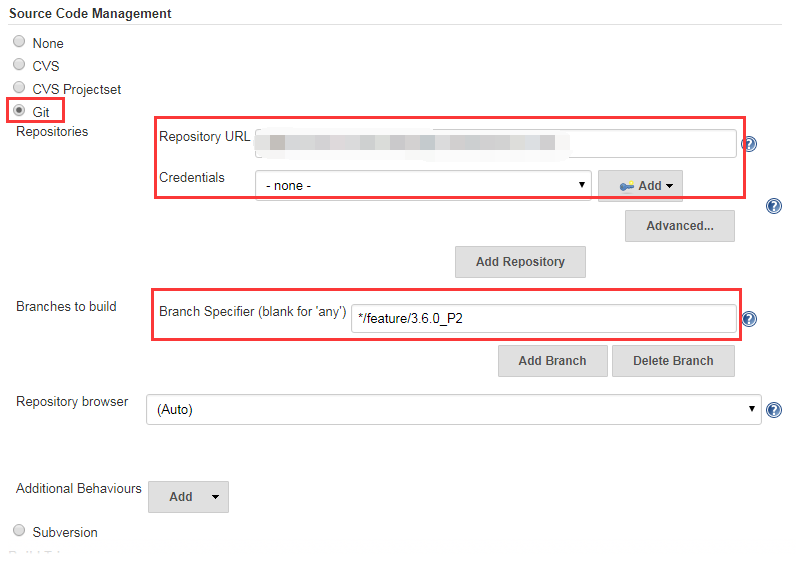 Source Code Management
None
CVS
CVS Projectset
Git
Repositories
Repository URL
Credentials
- none -
Add
Advanced...
Add Repository
Branches to build
Branch Specifier (blank for 'any')
*/feature/3.6.0_P2
Add Branch
Delete Branch
Repository browser
(Auto)
Additional Behaviours
Add
Subversion